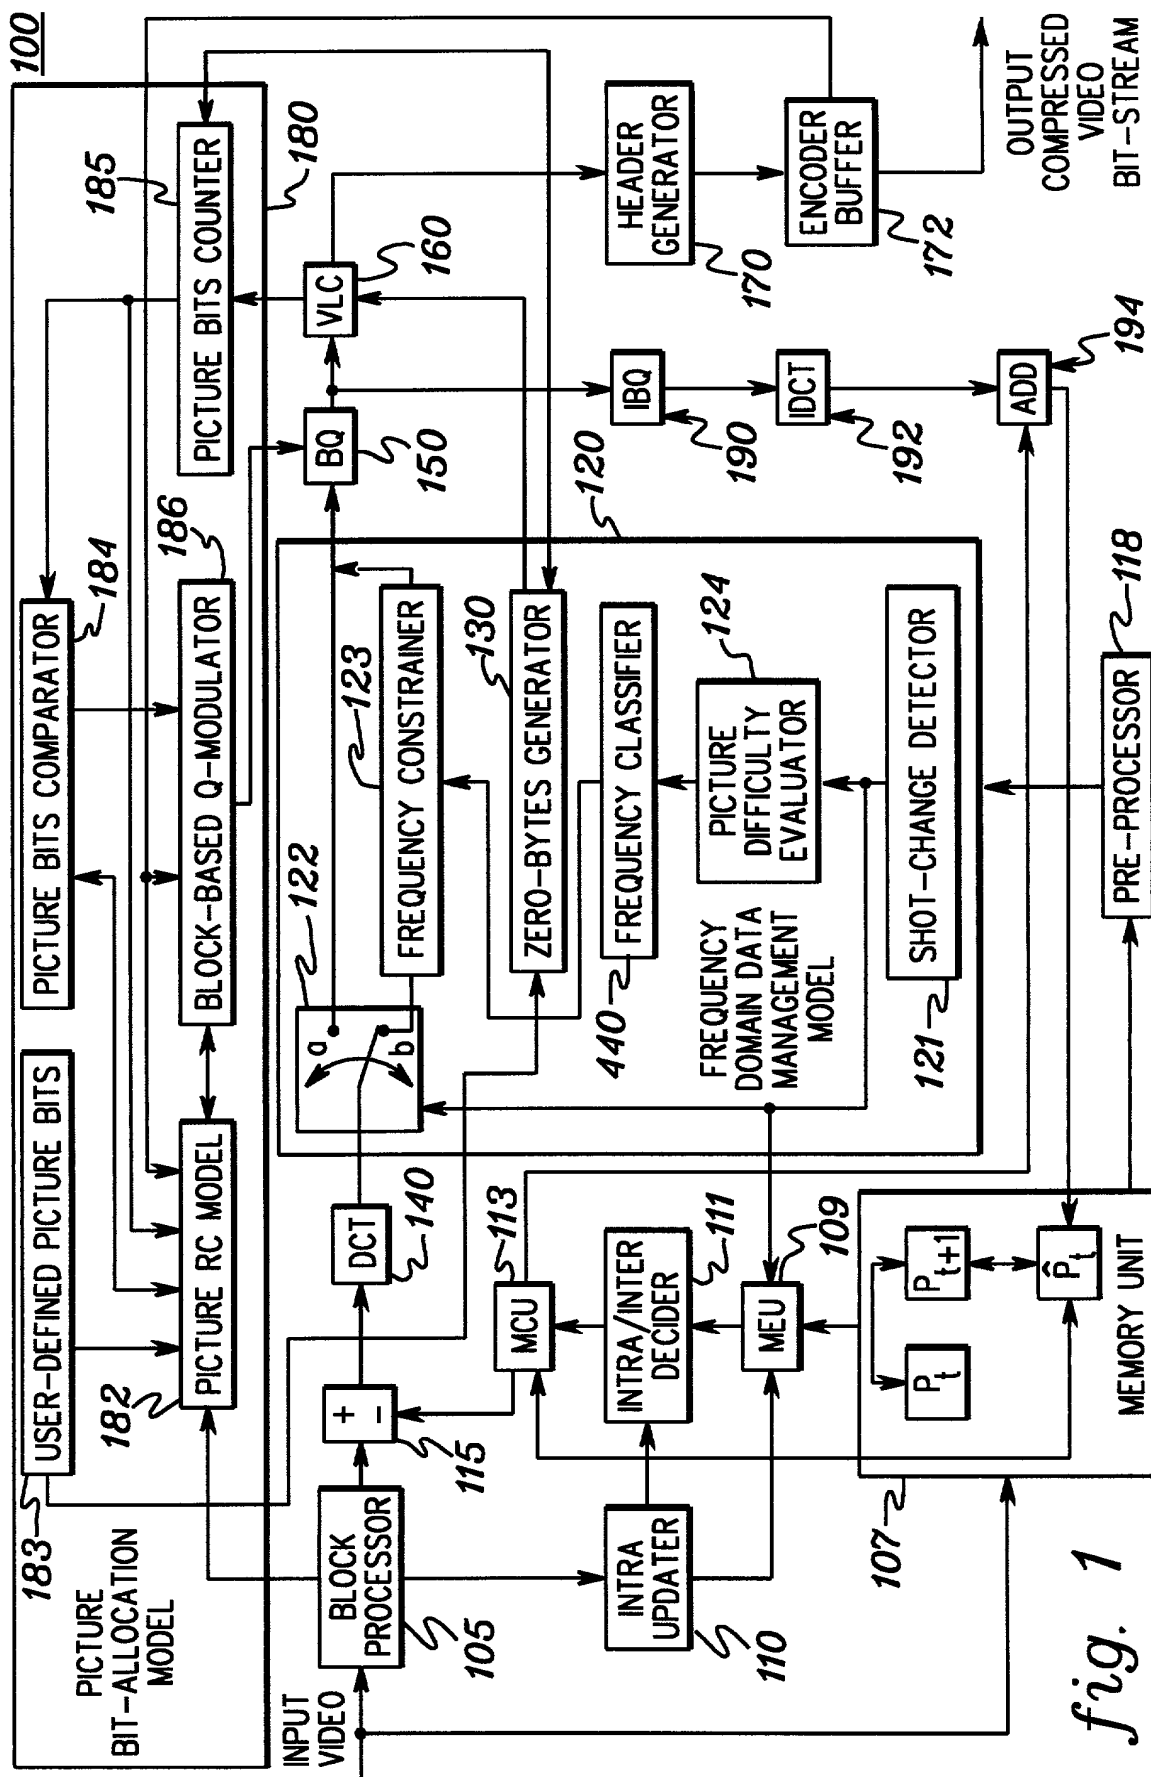 100
PICTURE
BIT-ALLOCATION
MODEL
183
USER-DEFINED PICTURE BITS
PICTURE BITS COMPARATOR
184
182
PICTURE RC MODEL
BLOCK-BASED Q-MODULATOR
186
PICTURE BITS COUNTER
185
180
INPUT
VIDEO
BLOCK
PROCESSOR
105
+
-
115
DCT
140
122
a
b
FREQUENCY CONSTRAINER
123
BQ
150
VLC
160
ZERO-BYTES GENERATOR
130
FREQUENCY CLASSIFIER
440
PICTURE
DIFFICULTY
EVALUATOR
124
FREQUENCY
DOMAIN DATA
MANAGEMENT
MODEL
SHOT-CHANGE DETECTOR
121
120
HEADER
GENERATOR
170
ENCODER
BUFFER
172
IBQ
190
IDCT
192
ADD
194
OUTPUT
COMPRESSED
VIDEO
BIT-STREAM
INTRA
UPDATER
110
MCU
113
INTRA/INTER
DECIDER
111
MEU
109
P t
P t+1
P̂ t
MEMORY UNIT
107
PRE-PROCESSOR
118
fig. 1